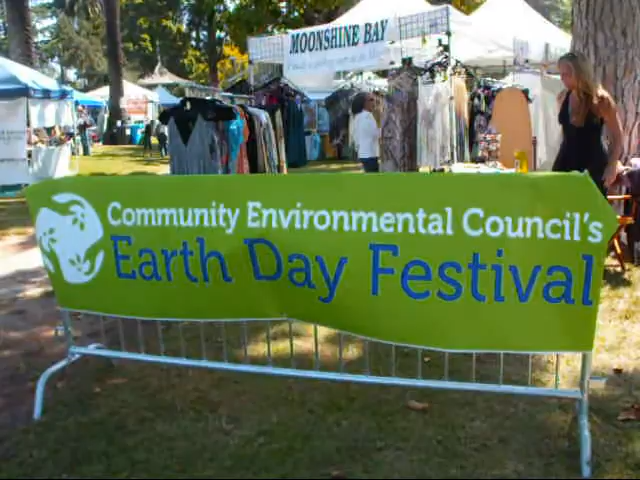 MOONSHINE BAY
Community Environmental Council's
Earth Day Festival